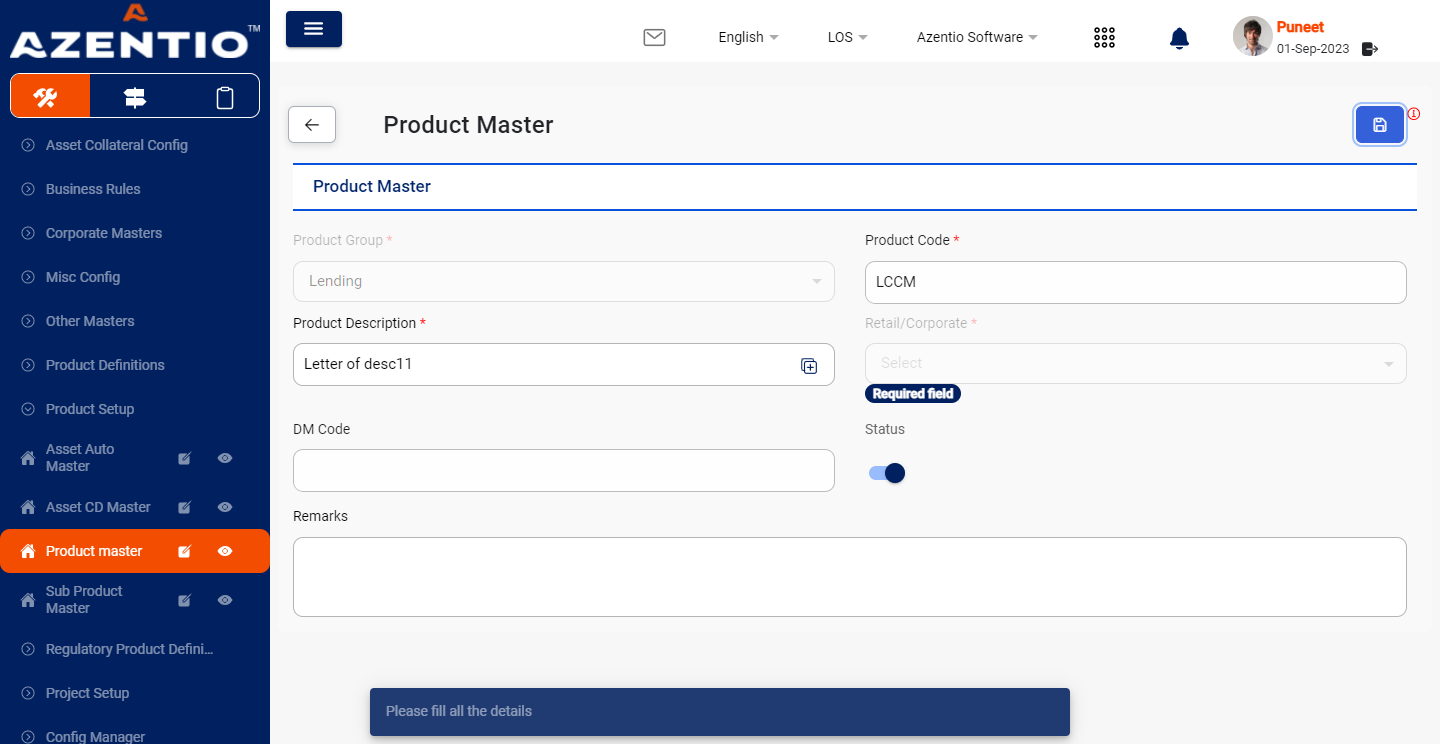 AZENTIO™
English
LOS
Azentio Software
Puneet
01-Sep-2023
Asset Collateral Config
Business Rules
Corporate Masters
Misc Config
Other Masters
Product Definitions
Product Setup
Asset Auto
Master
Asset CD Master
Product master
Sub Product
Master
Regulatory Product Defini...
Project Setup
Config Manager
Product Master
Product Master
Product Group *
Lending
Product Code *
LCCM
Product Description *
Letter of desc11
Retail/Corporate *
Select
Required field
DM Code
Status
Remarks
Please fill all the details